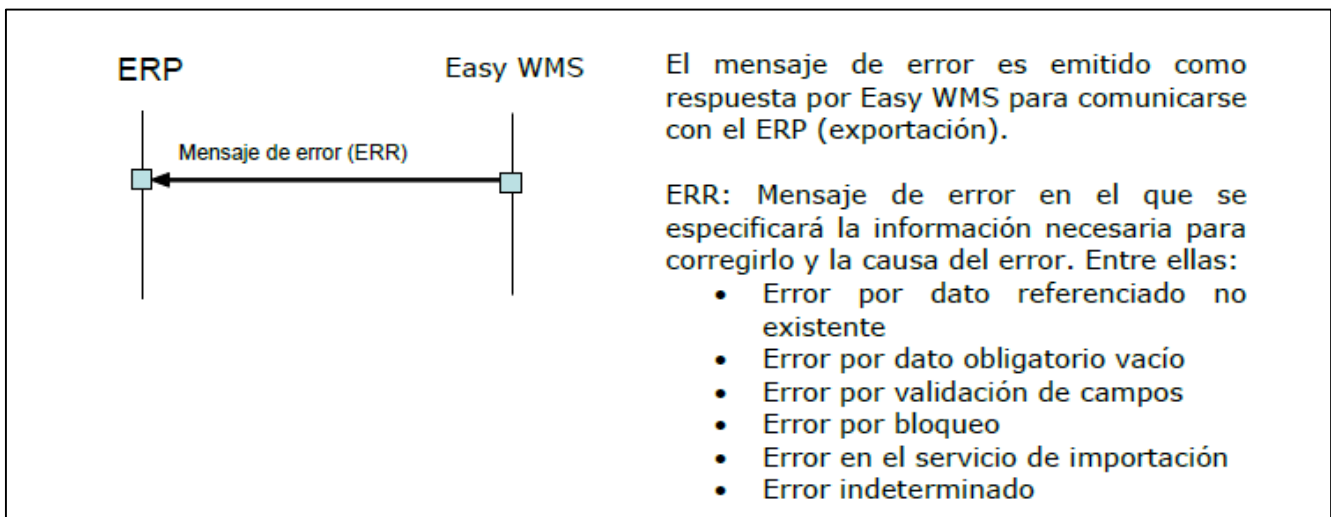 ERP
Easy WMS
Mensaje de error (ERR)
El mensaje de error es emitido como
respuesta por Easy WMS para comunicarse
con el ERP (exportación).
ERR: Mensaje de error en el que se
especificará la información necesaria para
corregirlo y la causa del error. Entre ellas:
• Error por dato referenciado no
existente
• Error por dato obligatorio vacío
• Error por validación de campos
• Error por bloqueo
• Error en el servicio de importación
• Error indeterminado